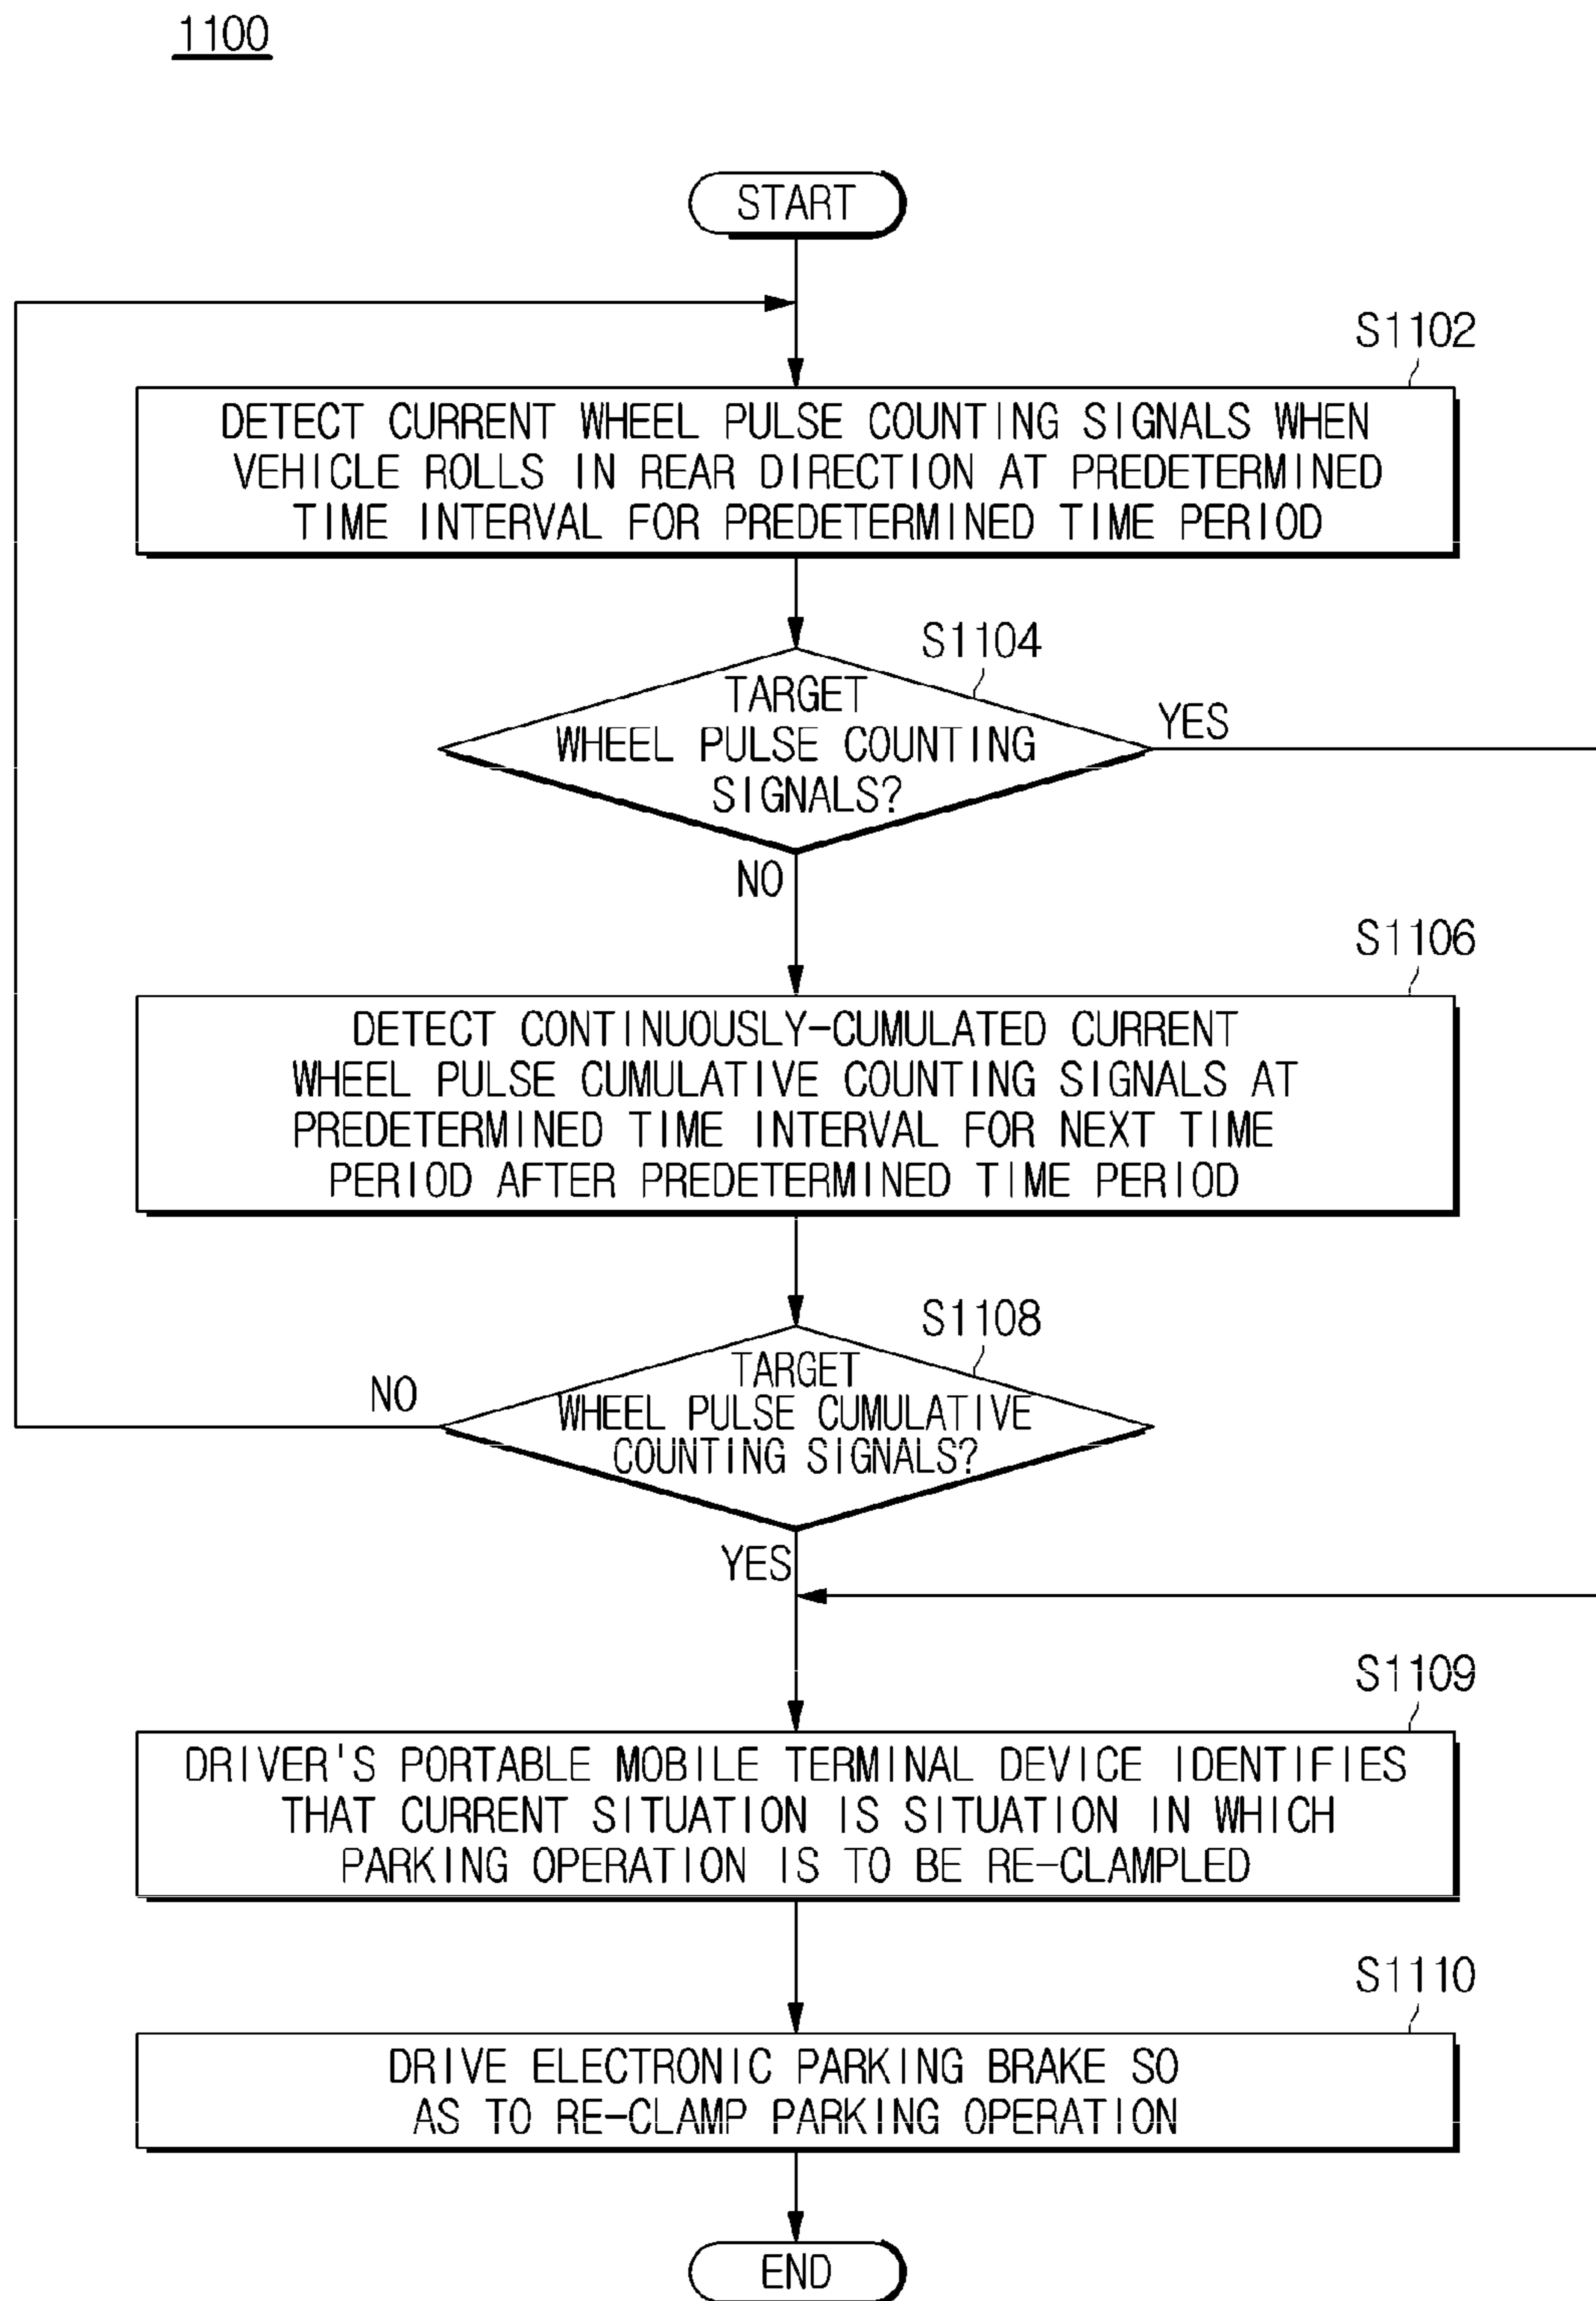 1100
START
S1102
DETECT CURRENT WHEEL PULSE COUNTING SIGNALS WHEN
VEHICLE ROLLS IN REAR DIRECTION AT PREDETERMINED
TIME INTERVAL FOR PREDETERMINED TIME PERIOD
S1104
TARGET
WHEEL PULSE COUNTING
SIGNALS?
YES
NO
S1106
DETECT CONTINUOUSLY-CUMULATED CURRENT
WHEEL PULSE CUMULATIVE COUNTING SIGNALS AT
PREDETERMINED TIME INTERVAL FOR NEXT TIME
PERIOD AFTER PREDETERMINED TIME PERIOD
S1108
TARGET
WHEEL PULSE CUMULATIVE
COUNTING SIGNALS?
NO
YES
S1109
DRIVER'S PORTABLE MOBILE TERMINAL DEVICE IDENTIFIES
THAT CURRENT SITUATION IS SITUATION IN WHICH
PARKING OPERATION IS TO BE RE-CLAMPLED
S1110
DRIVE ELECTRONIC PARKING BRAKE SO
AS TO RE-CLAMP PARKING OPERATION
END